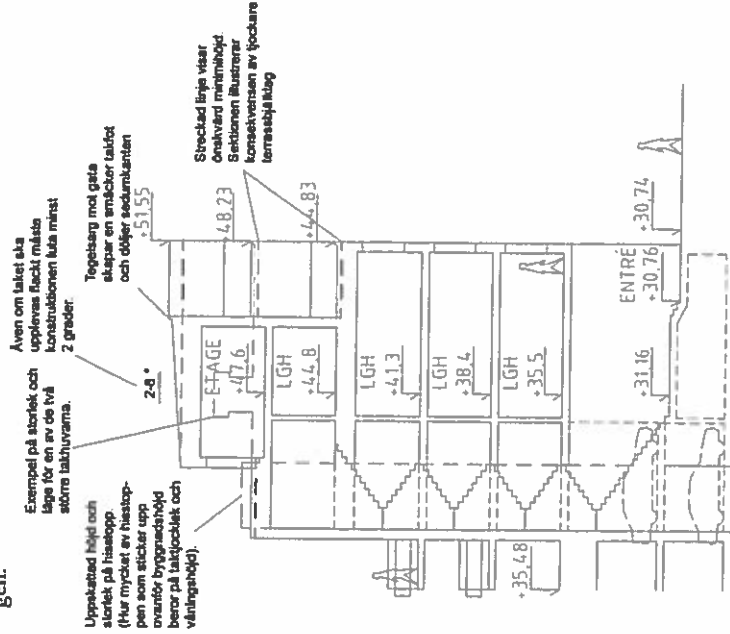 gen.
Även om taket ska
upplevas flackt måste
konstruktionen luta minst
2 grader.
Exempel på storlek och
läge för en av de två
större takhuvarna.
2-8 °
Tegelsarg mot gata
skapar en smäcker takfot
och döljer sedumkanten
Uppskattad höjd och
storlek på hisstopp.
(Hur mycket av hisstop-
pen som sticker upp
ovanför byggnadshöjd
beror på taktjocklek och
våningshöjd).
Streckad linje visar
önskvärd minimihöjd.
Sektionen illustrerar
konsekvensen av tjockare
terrassbjälklag
+51,55
+48,23
+44,83
ETAGE
+47,6
LGH
+44,8
LGH
+41,3
LGH
+38,4
LGH
+35,5
+35,48
ENTRÉ
+30,76
+30,74
+31,16